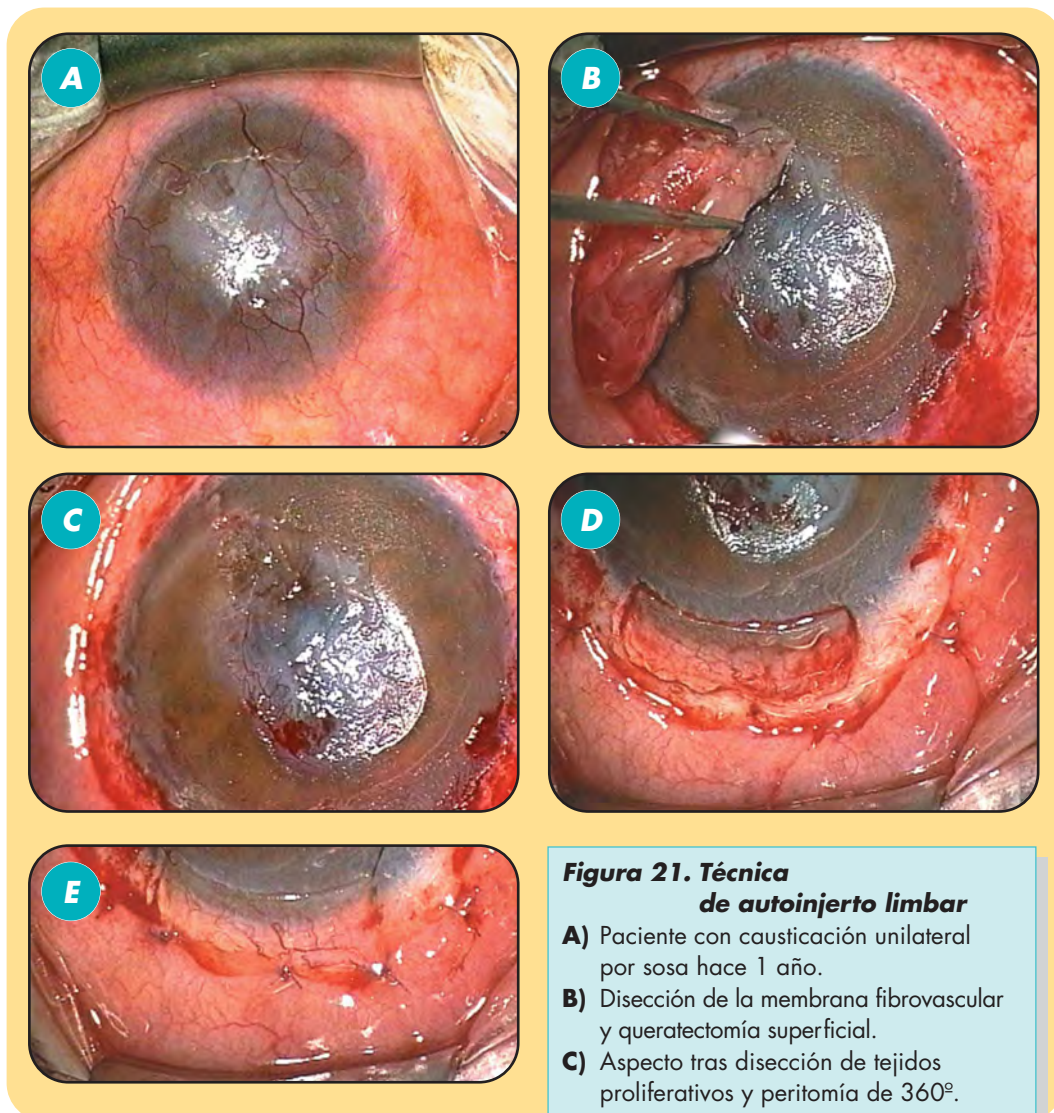 A
B
C
D
E
Figura 21. Técnica
de autoinjerto limbar
A) Paciente con causticación unilateral
por sosa hace 1 año.
B) Disección de la membrana fibrovascular
y queratectomía superficial.
C) Aspecto tras disección de tejidos
proliferativos y peritomía de 360º.